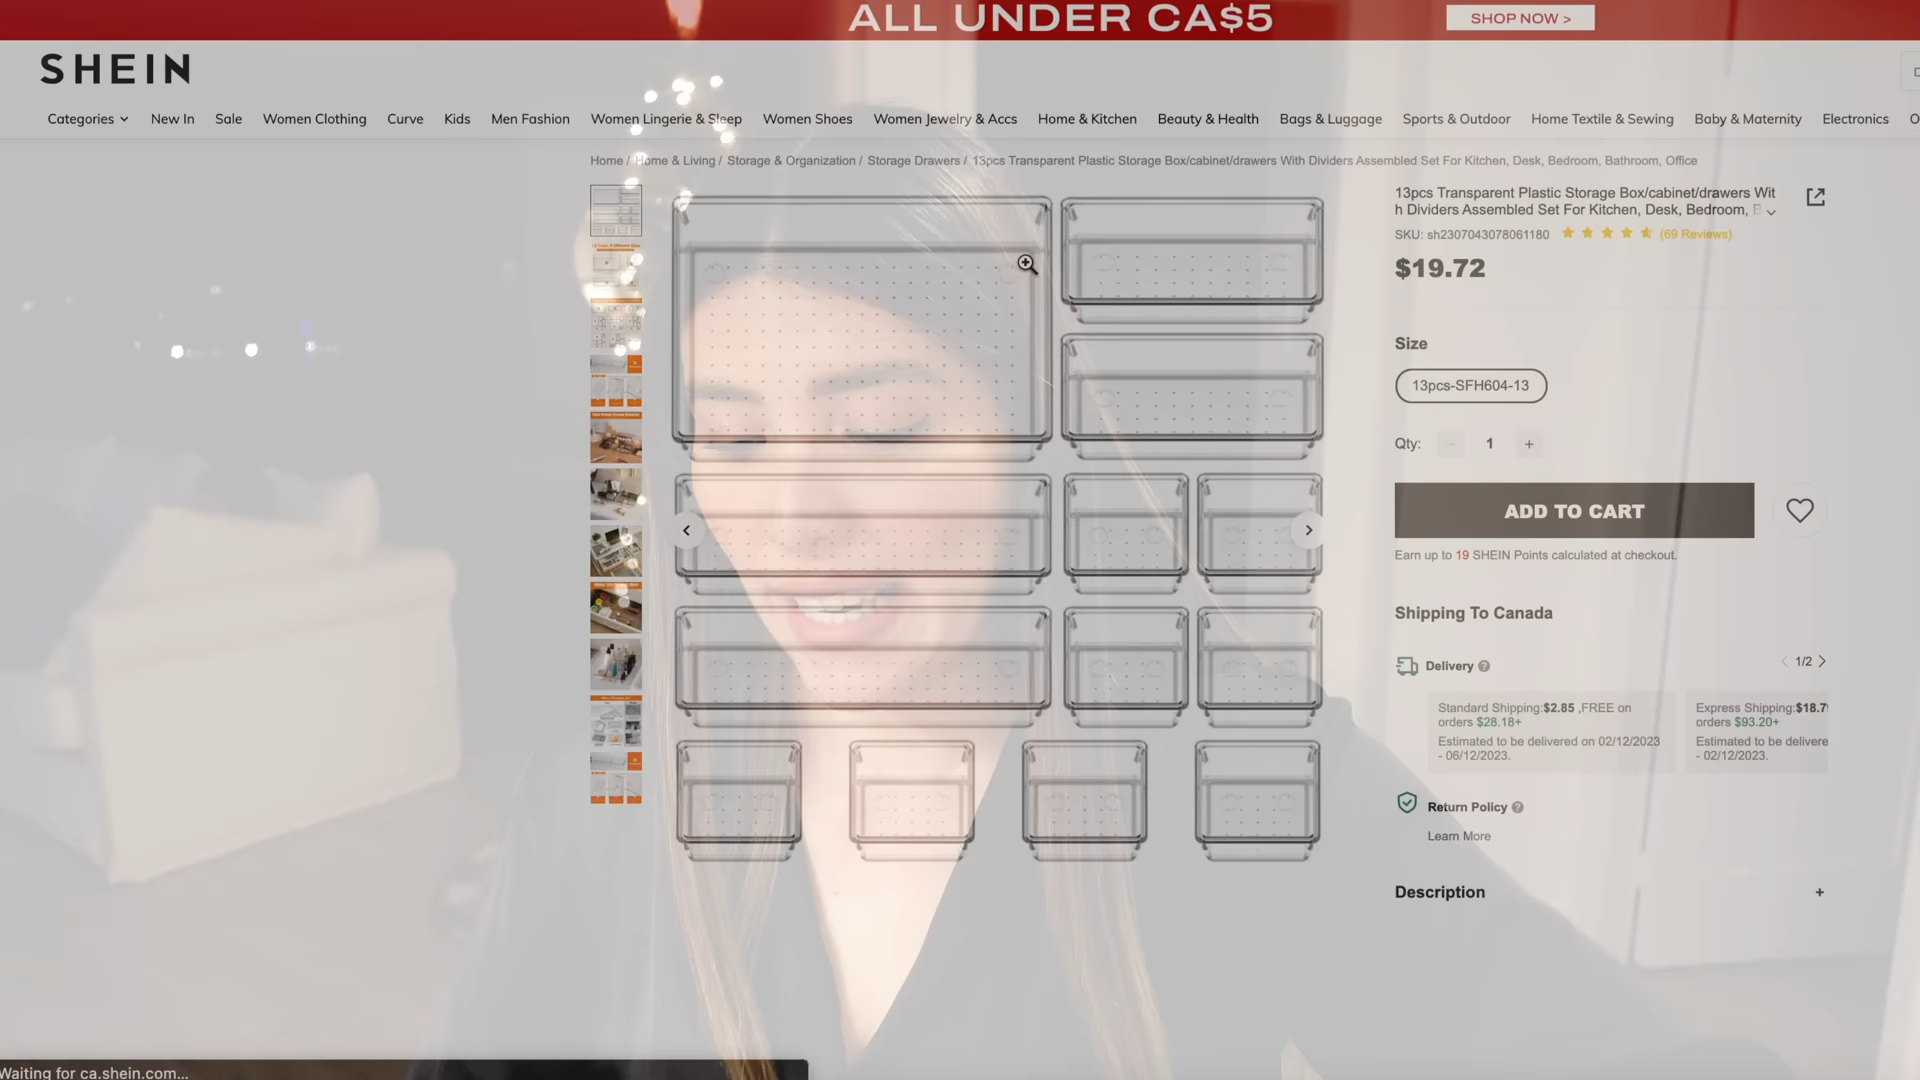 ALL UNDER CA$5
SHOP NOW >
SHEIN
Categories New In Sale Women Clothing Curve Kids Men Fashion Women Lingerie & Sleep Women Shoes Women Jewelry & Accs Home & Kitchen Beauty & Health Bags & Luggage Sports & Outdoor Home Textile & Sewing Baby & Maternity Electronics
Home / Home & Living / Storage & Organization / Storage Drawers / 13pcs Transparent Plastic Storage Box/cabinet/drawers With Dividers Assembled Set For Kitchen, Desk, Bedroom, Bathroom, Office
13pcs Transparent Plastic Storage Box/cabinet/drawers Wit
h Dividers Assembled Set For Kitchen, Desk, Bedroom, B
SKU: sh2307043078061180 (69 Reviews)
$19.72
Size
13pcs-SFH604-13
Qty: - 1 +
ADD TO CART
Earn up to 19 SHEIN Points calculated at checkout.
Shipping To Canada
Delivery ? < 1/2 >
Standard Shipping:$2.85 ,FREE on
orders $28.18+
Estimated to be delivered on 02/12/2023
- 06/12/2023.
Express Shipping:$18.7
orders $93.20+
Estimated to be delivere
- 02/12/2023.
Return Policy ?
Learn More
Description +
Waiting for ca.shein.com...